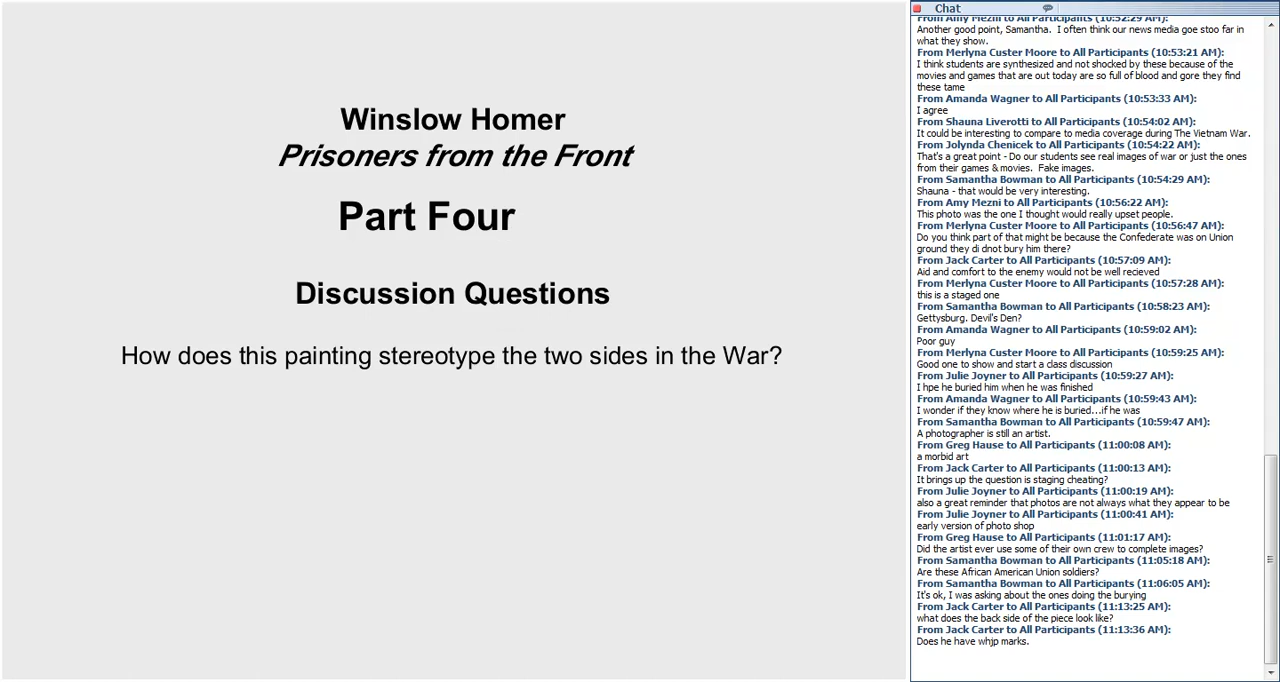 Winslow Homer
Prisoners from the Front
Part Four
Discussion Questions
How does this painting stereotype the two sides in the War?
Chat
From Amy Mezni to All Participants (10:52:29 AM):
Another good point, Samantha. I often think our news media goe stoo far in
what they show.
From Merlyna Custer Moore to All Participants (10:53:21 AM):
I think students are synthesized and not shocked by these because of the
movies and games that are out today are so full of blood and gore they find
these tame
From Amanda Wagner to All Participants (10:53:33 AM):
I agree
From Shauna Liverotti to All Participants (10:54:02 AM):
It could be interesting to compare to media coverage during The Vietnam War.
From Jolynda Chenicek to All Participants (10:54:22 AM):
That's a great point - Do our students see real images of war or just the ones
from their games & movies. Fake images.
From Samantha Bowman to All Participants (10:54:29 AM):
Shauna - that would be very interesting.
From Amy Mezni to All Participants (10:56:22 AM):
This photo was the one I thought would really upset people.
From Merlyna Custer Moore to All Participants (10:56:47 AM):
Do you think part of that might be because the Confederate was on Union
ground they di dnot bury him there?
From Jack Carter to All Participants (10:57:09 AM):
Aid and comfort to the enemy would not be well recieved
From Merlyna Custer Moore to All Participants (10:57:28 AM):
this is a staged one
From Samantha Bowman to All Participants (10:58:23 AM):
Gettysburg. Devil's Den?
From Amanda Wagner to All Participants (10:59:02 AM):
Poor guy
From Merlyna Custer Moore to All Participants (10:59:25 AM):
Good one to show and start a class discussion
From Julie Joyner to All Participants (10:59:27 AM):
I hpe he buried him when he was finished
From Amanda Wagner to All Participants (10:59:43 AM):
I wonder if they know where he is buried...if he was
From Samantha Bowman to All Participants (10:59:47 AM):
A photographer is still an artist.
From Greg Hause to All Participants (11:00:08 AM):
a morbid art
From Jack Carter to All Participants (11:00:13 AM):
It brings up the question is staging cheating?
From Julie Joyner to All Participants (11:00:19 AM):
also a great reminder that photos are not always what they appear to be
From Julie Joyner to All Participants (11:00:41 AM):
early version of photo shop
From Greg Hause to All Participants (11:01:17 AM):
Did the artist ever use some of their own crew to complete images?
From Samantha Bowman to All Participants (11:05:18 AM):
Are these African American Union soldiers?
From Samantha Bowman to All Participants (11:06:05 AM):
It's ok, I was asking about the ones doing the burying
From Jack Carter to All Participants (11:13:25 AM):
what does the back side of the piece look like?
From Jack Carter to All Participants (11:13:36 AM):
Does he have whjp marks.